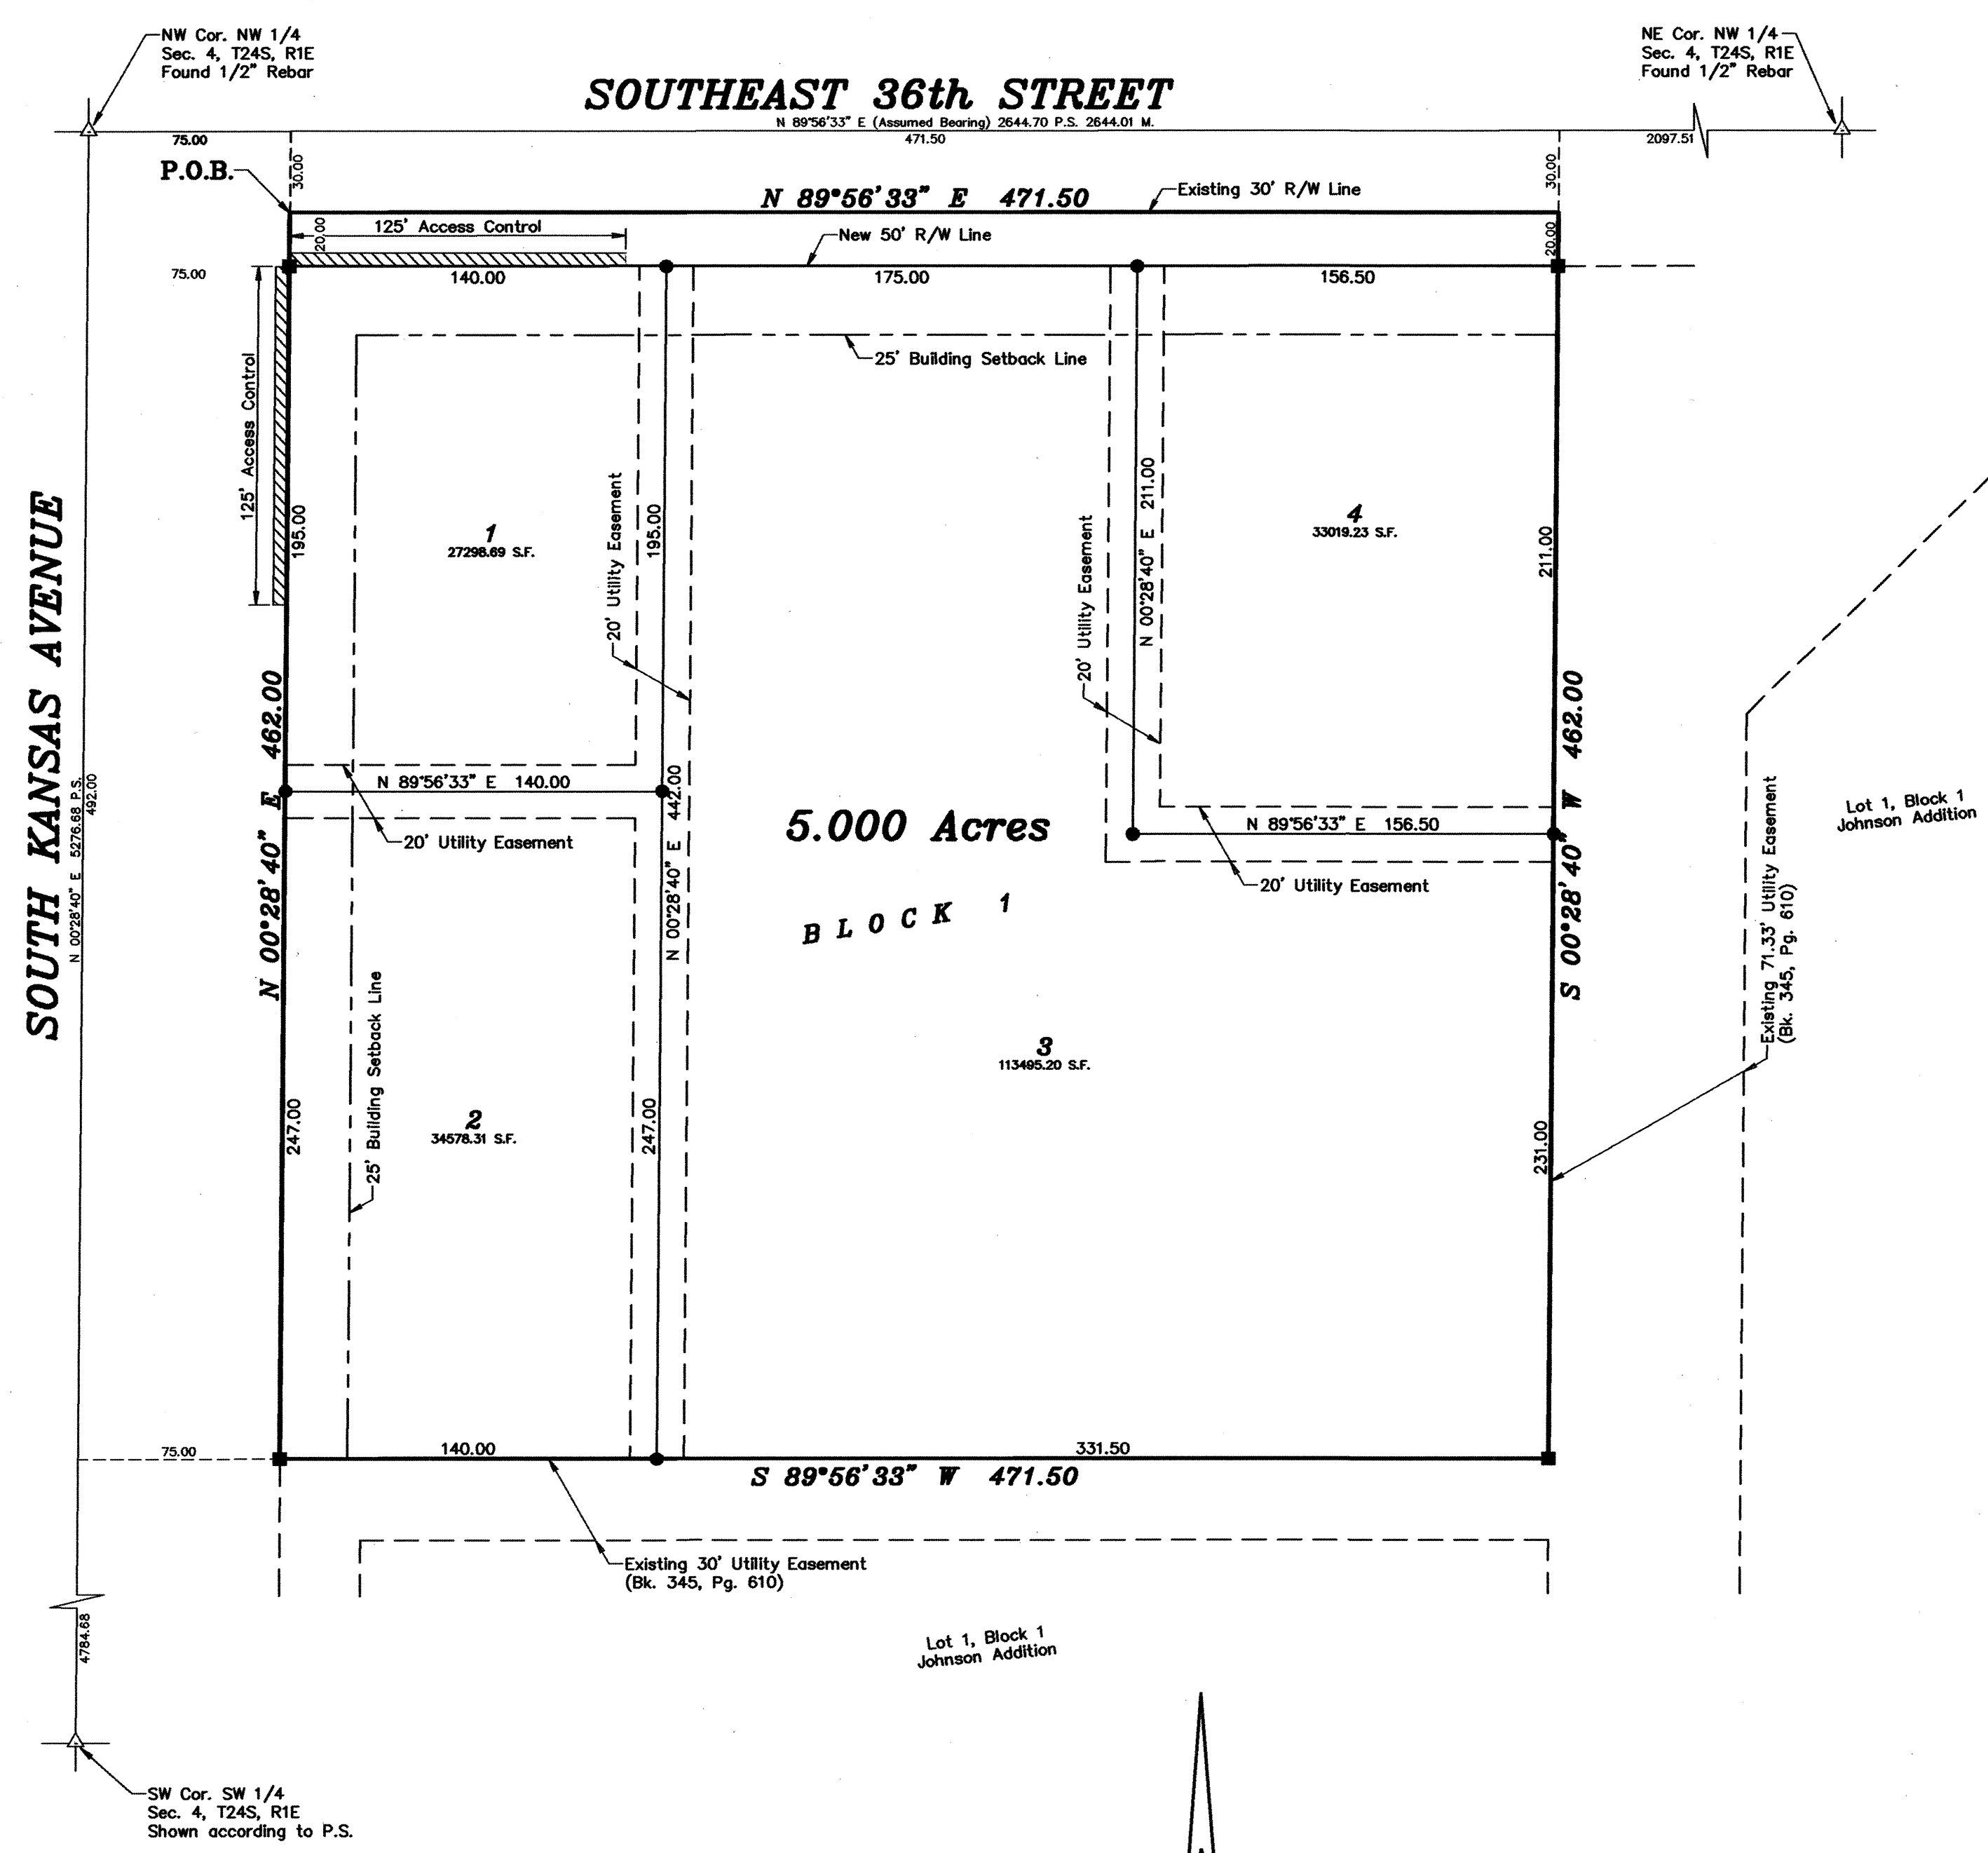 NW Cor. NW 1/4
Sec. 4, T24S, R1E
Found 1/2" Rebar
NE Cor. NW 1/4
Sec. 4, T24S, R1E
Found 1/2" Rebar
SOUTHEAST 36th STREET
N 89°56'33" E (Assumed Bearing) 2644.70 P.S. 2644.01 M.
75.00
471.50
2097.51
P.O.B.
30.00
30.00
N 89°56'33" E 471.50
Existing 30' R/W Line
20.00
125' Access Control
New 50' R/W Line
20.00
75.00
140.00
175.00
156.50
25' Building Setback Line
125' Access Control
195.00
1
27298.69 S.F.
20' Utility Easement
195.00
20' Utility Easement
N 00°28'40" E 211.00
4
33019.23 S.F.
211.00
SOUTH KANSAS AVENUE
N 00°28'40" E 5276.68 P.S.
492.00
N 00°28'40" E 462.00
N 89°56'33" E 140.00
20' Utility Easement
N 00°28'40" E 442.00
5.000 Acres
BLOCK 1
N 89°56'33" E 156.50
20' Utility Easement
S 00°28'40" W 462.00
Existing 71.33' Utility Easement
(Bk. 345, Pg. 610)
Lot 1, Block 1
Johnson Addition
25' Building Setback Line
3
113495.20 S.F.
2
34578.31 S.F.
247.00
247.00
231.00
75.00
140.00
331.50
S 89°56'33" W 471.50
Existing 30' Utility Easement
(Bk. 345, Pg. 610)
4784.68
Lot 1, Block 1
Johnson Addition
SW Cor. SW 1/4
Sec. 4, T24S, R1E
Shown according to P.S.